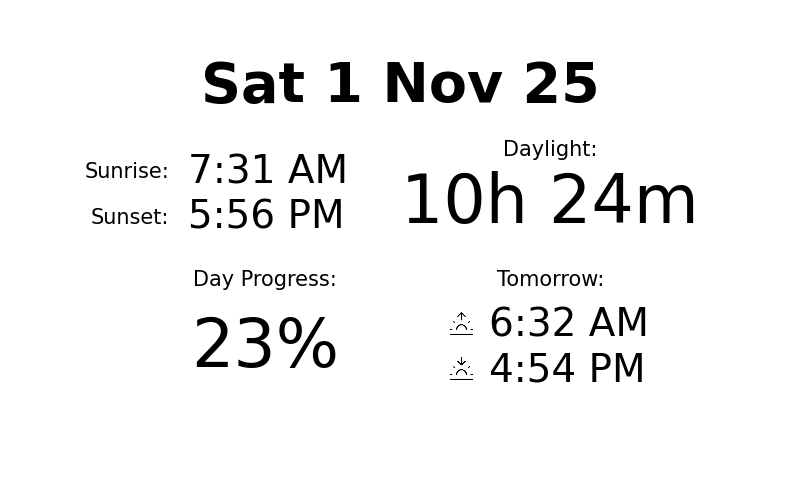 Sat 1 Nov 25
Sunrise: 7:31 AM
Sunset: 5:56 PM
Daylight:
10h 24m
Day Progress:
23%
Tomorrow:
6:32 AM
4:54 PM